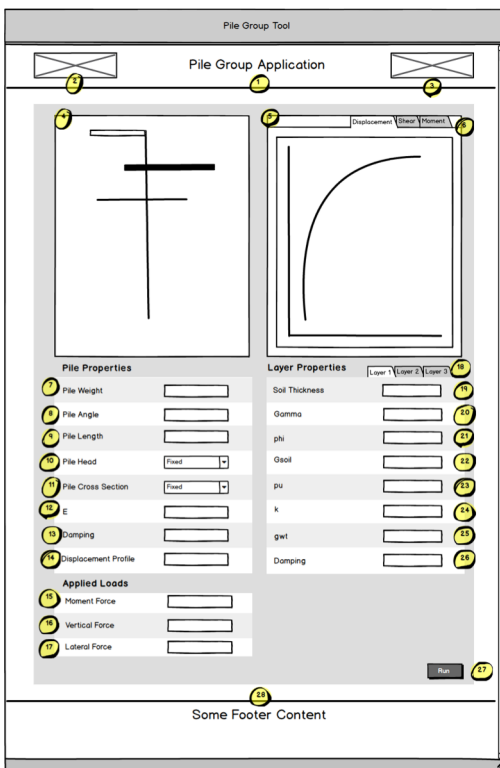 Pile Group Tool
Pile Group Application
2
1
3
4
5
Displacement Shear Moment
6
Pile Properties
7 Pile Weight
8 Pile Angle
9 Pile Length
10 Pile Head Fixed
11 Pile Cross Section Fixed
12 E
13 Damping
14 Displacement Profile
Applied Loads
15 Moment Force
16 Vertical Force
17 Lateral Force
Layer Properties Layer 1 Layer 2 Layer 3 18
Soil Thickness 19
Gamma 20
phi 21
Gsoil 22
pu 23
k 24
gwt 25
Damping 26
Run 27
28
Some Footer Content